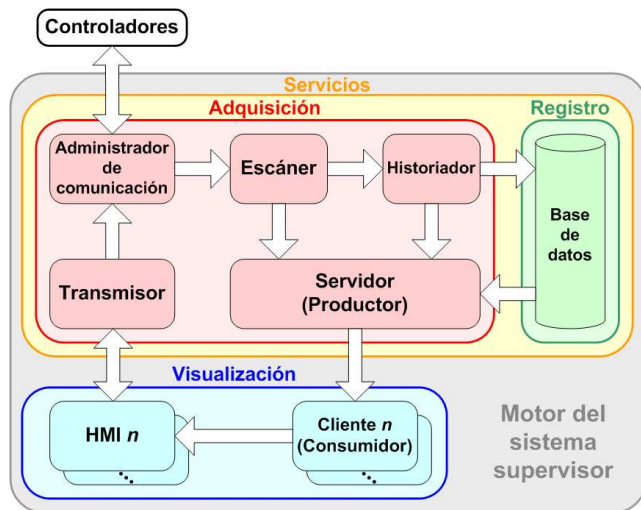 Controladores
Servicios
Adquisición
Registro
Administrador
de
comunicación
Escáner
Historiador
Base
de
datos
Transmisor
Servidor
(Productor)
Visualización
HMI n
Cliente n
(Consumidor)
Motor del
sistema
supervisor